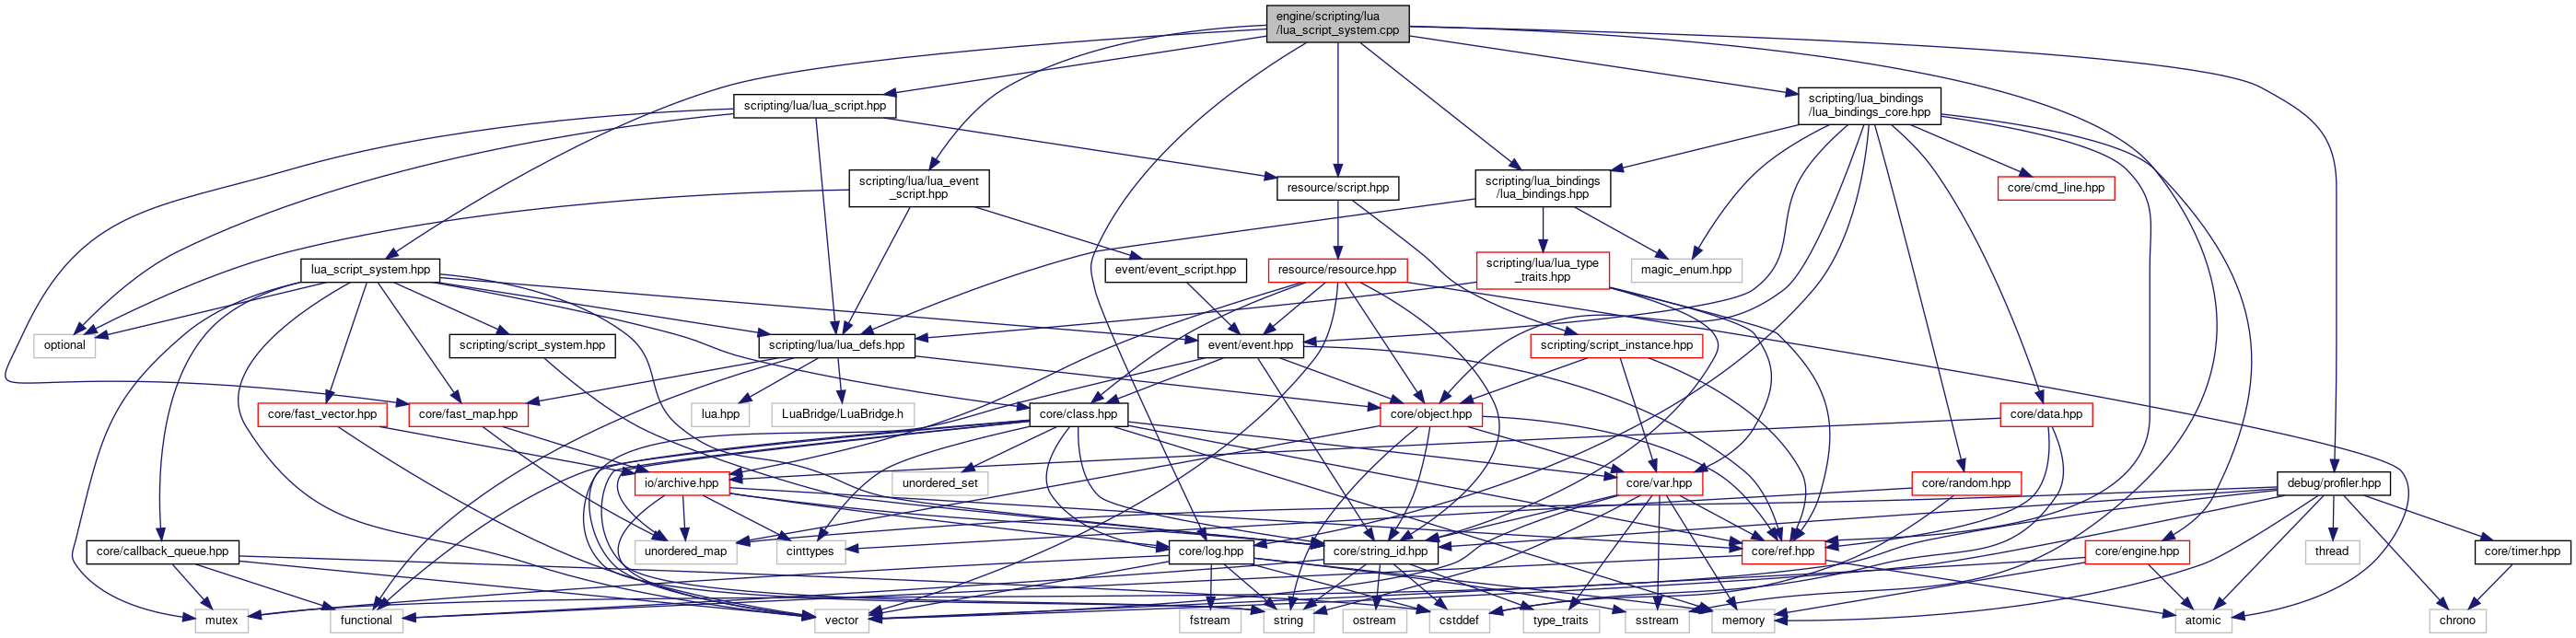 engine/scripting/lua
/lua_script_system.cpp
scripting/lua/lua_script.hpp
scripting/lua_bindings
/lua_bindings_core.hpp
scripting/lua/lua_event
_script.hpp
resource/script.hpp
scripting/lua_bindings
/lua_bindings.hpp
core/cmd_line.hpp
lua_script_system.hpp
event/event_script.hpp
resource/resource.hpp
scripting/lua/lua_type
_traits.hpp
magic_enum.hpp
optional
scripting/script_system.hpp
scripting/lua/lua_defs.hpp
event/event.hpp
scripting/script_instance.hpp
core/fast_vector.hpp
core/fast_map.hpp
lua.hpp
LuaBridge/LuaBridge.h
core/class.hpp
core/object.hpp
core/data.hpp
io/archive.hpp
unordered_set
core/var.hpp
core/random.hpp
debug/profiler.hpp
core/callback_queue.hpp
unordered_map
cinttypes
core/log.hpp
core/string_id.hpp
core/ref.hpp
core/engine.hpp
thread
core/timer.hpp
mutex
functional
vector
fstream
string
ostream
cstddef
type_traits
sstream
memory
atomic
chrono